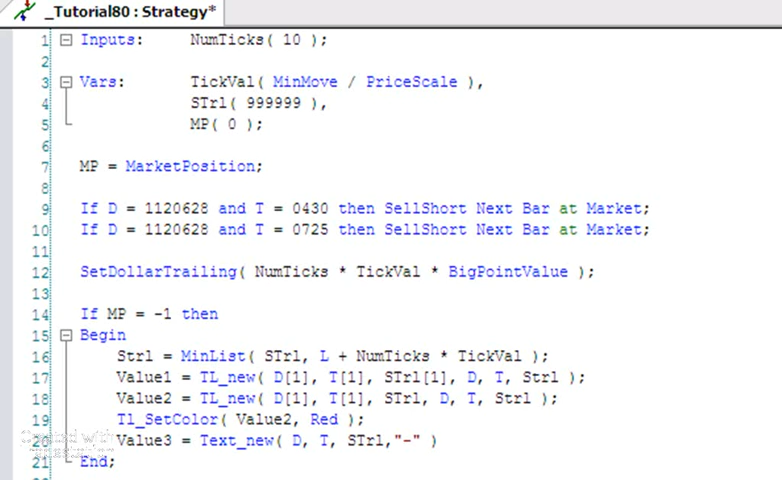 _Tutorial80 : Strategy*
1 Inputs: NumTicks( 10 );
2
3 Vars: TickVal( MinMove / PriceScale ),
4 STrl( 999999 ),
5 MP( 0 );
6
7 MP = MarketPosition;
8
9 If D = 1120628 and T = 0430 then SellShort Next Bar at Market;
10 If D = 1120628 and T = 0725 then SellShort Next Bar at Market;
11
12 SetDollarTrailing( NumTicks * TickVal * BigPointValue );
13
14 If MP = -1 then
15 Begin
16 Strl = MinList( STrl, L + NumTicks * TickVal );
17 Value1 = TL_new( D[1], T[1], STrl[1], D, T, Strl );
18 Value2 = TL_new( D[1], T[1], STrl, D, T, Strl );
19 Tl_SetColor( Value2, Red );
20 Value3 = Text_new( D, T, STrl,"-" )
21 End;
Created with